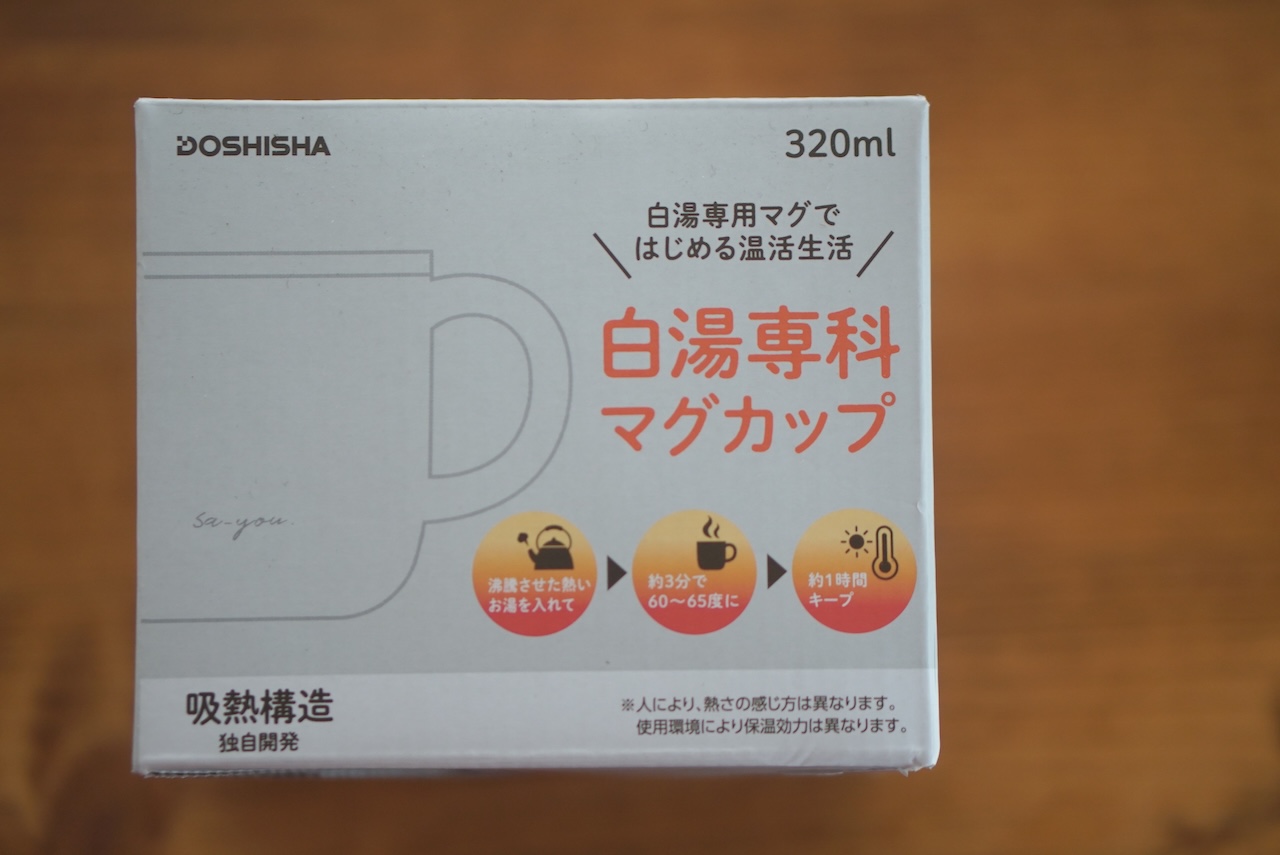 DOSHISHA
320ml
白湯専用マグで
はじめる温活生活
白湯専科
マグカップ
sa-you.
沸騰させた熱い
お湯を入れて
約3分で
60〜65度に
約1時間
キープ
吸熱構造
独自開発
※人により、熱さの感じ方は異なります。
使用環境により保温効力は異なります。